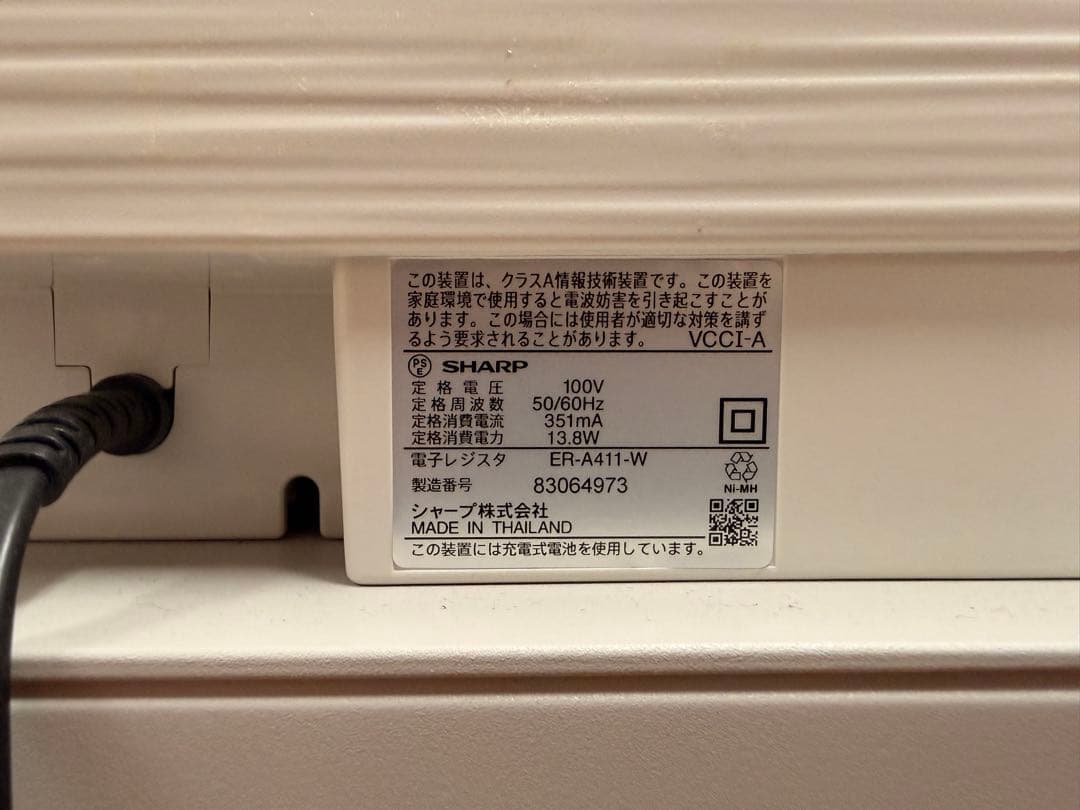 この装置は、クラスA情報技術装置です。この装置を
家庭環境で使用すると電波妨害を引き起こすことが
あります。この場合には使用者が適切な対策を講ず
るよう要求されることがあります。 VCCI-A
PSE SHARP
定格電圧 100V
定格周波数 50/60Hz
定格消費電流 351mA
定格消費電力 13.8W
電子レジスタ ER-A411-W
製造番号 83064973
Ni-MH
シャープ株式会社
MADE IN THAILAND
この装置には充電式電池を使用しています。